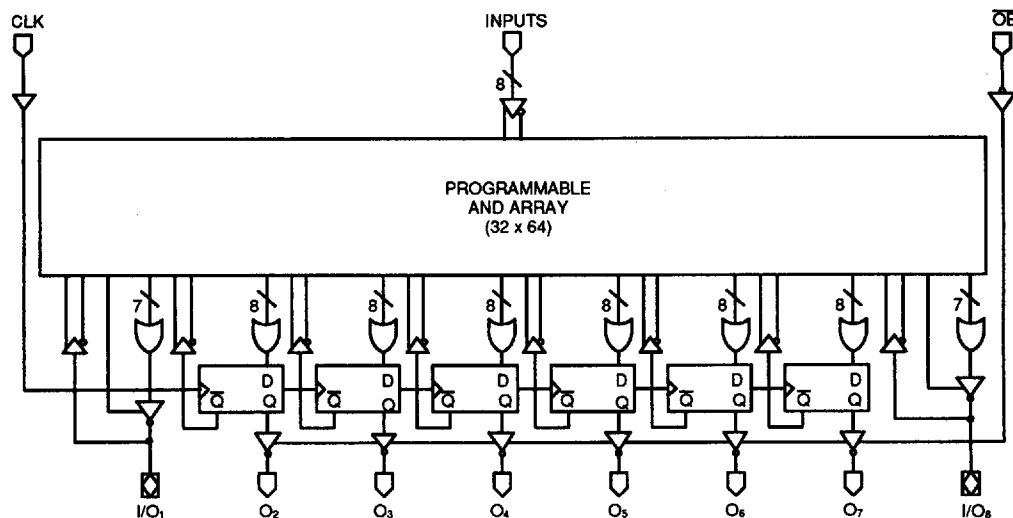 CLK INPUTS O̅E̅
8
PROGRAMMABLE
AND ARRAY
(32 x 64)
7 8 8 8 8 8 8 7
D D D D D D
Q̅ Q Q̅ Q Q̅ Q Q̅ Q Q̅ Q Q̅ Q
I/O₁ O₂ O₃ O₄ O₅ O₆ O₇ I/O₈